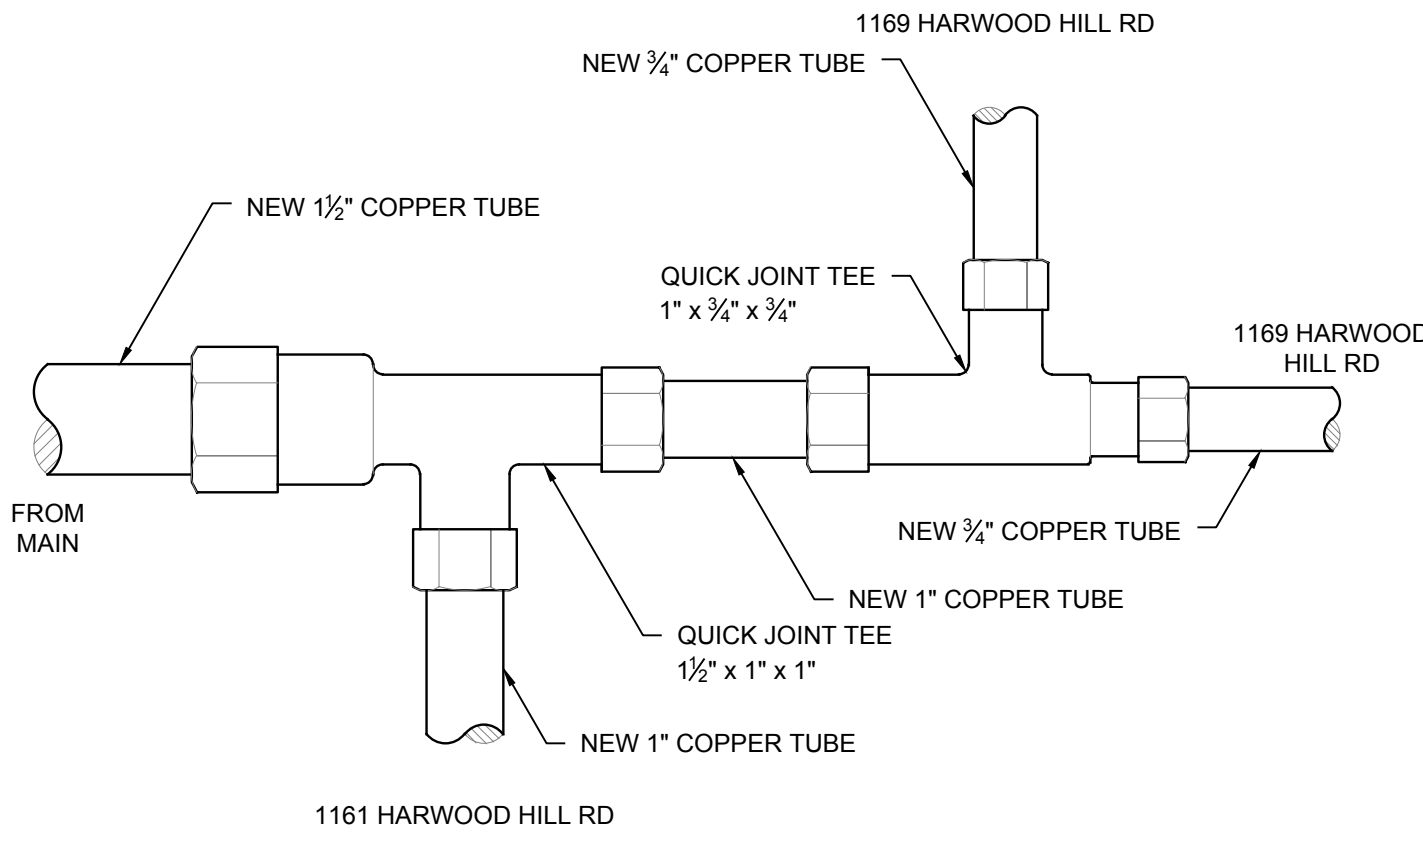 1169 HARWOOD HILL RD
NEW ¾" COPPER TUBE
NEW 1½" COPPER TUBE
QUICK JOINT TEE
1" x ¾" x ¾"
1169 HARWOOD
HILL RD
FROM
MAIN
NEW ¾" COPPER TUBE
NEW 1" COPPER TUBE
QUICK JOINT TEE
1½" x 1" x 1"
NEW 1" COPPER TUBE
1161 HARWOOD HILL RD